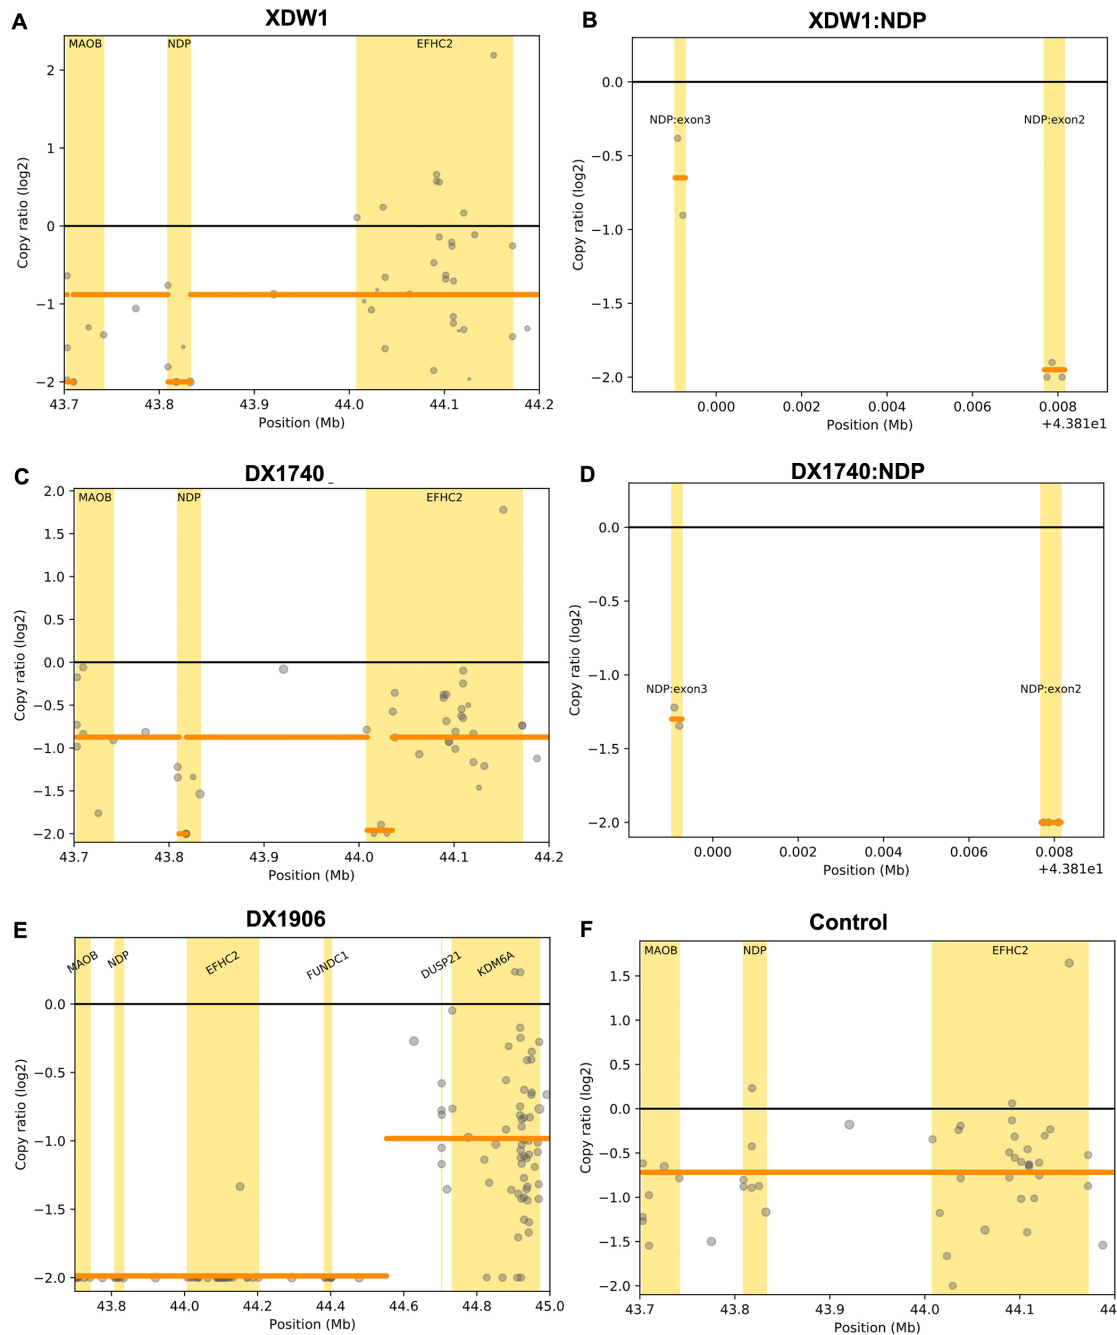 A
XDW1
MAOB
NDP
EFHC2
2
1
0
−1
−2
Copy ratio (log2)
43.7
43.8
43.9
44.0
44.1
44.2
Position (Mb)
B
XDW1:NDP
NDP:exon3
NDP:exon2
0.0
−0.5
−1.0
−1.5
−2.0
Copy ratio (log2)
0.000
0.002
0.004
0.006
0.008
Position (Mb)
+4.381e1
C
DX1740
MAOB
NDP
EFHC2
2.0
1.5
1.0
0.5
0.0
−0.5
−1.0
−1.5
−2.0
Copy ratio (log2)
43.7
43.8
43.9
44.0
44.1
44.2
Position (Mb)
D
DX1740:NDP
NDP:exon3
NDP:exon2
0.0
−0.5
−1.0
−1.5
−2.0
Copy ratio (log2)
0.000
0.002
0.004
0.006
0.008
Position (Mb)
+4.381e1
E
DX1906
MAOB
NDP
EFHC2
FUNDC1
DUSP21
KDM6A
0.0
−0.5
−1.0
−1.5
−2.0
Copy ratio (log2)
43.8
44.0
44.2
44.4
44.6
44.8
45.0
Position (Mb)
F
Control
MAOB
NDP
EFHC2
1.5
1.0
0.5
0.0
−0.5
−1.0
−1.5
−2.0
Copy ratio (log2)
43.7
43.8
43.9
44.0
44.1
44
Position (Mb)